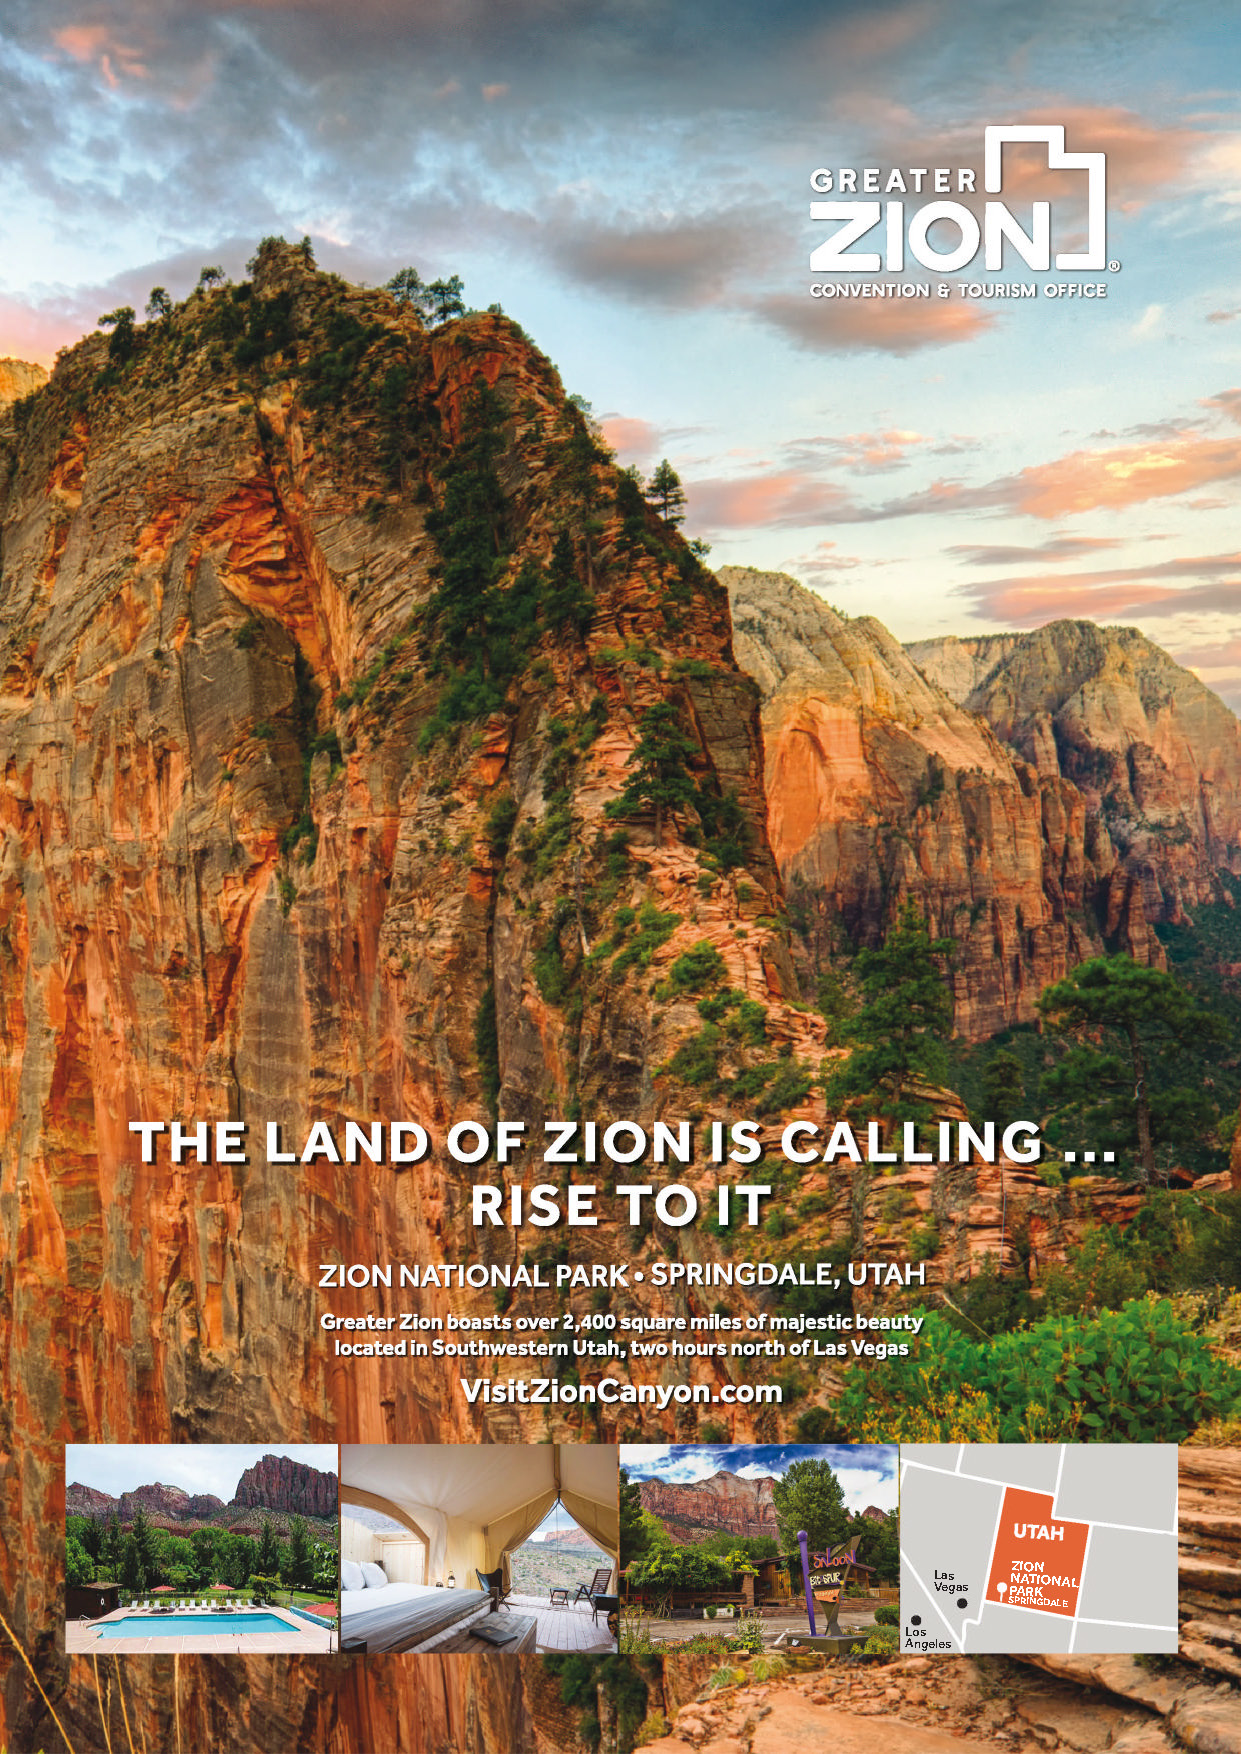 GREATER
ZION®
CONVENTION & TOURISM OFFICE
THE LAND OF ZION IS CALLING ...
RISE TO IT
ZION NATIONAL PARK • SPRINGDALE, UTAH
Greater Zion boasts over 2,400 square miles of majestic beauty
located in Southwestern Utah, two hours north of Las Vegas
VisitZionCanyon.com
SALOON
BIT & SPUR
UTAH
ZION
NATIONAL
PARK
SPRINGDALE
Las
Vegas
Los
Angeles